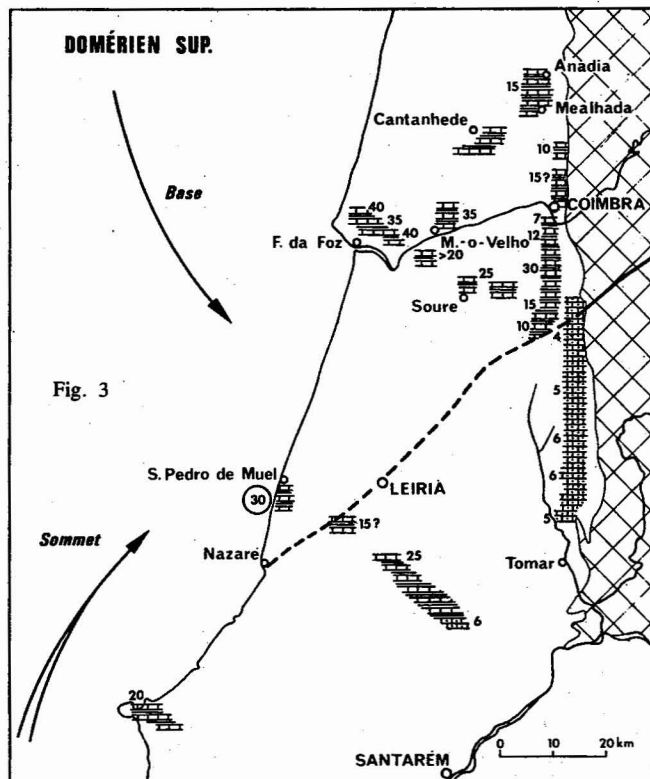 DOMÉRIEN SUP.
Anadia
15
Mealhada
Cantanhede
10
15?
COIMBRA
Base
40
35
40
35
7
12
F. da Foz
M.-o-Velho
>20
30
25
Soure
15
10
4
Fig. 3
5
6
S. Pedro de Muel
30
LEIRIÀ
6
15?
5
Sommet
Nazaré
25
Tomar
6
20
0 10 20 km
SANTARÉM